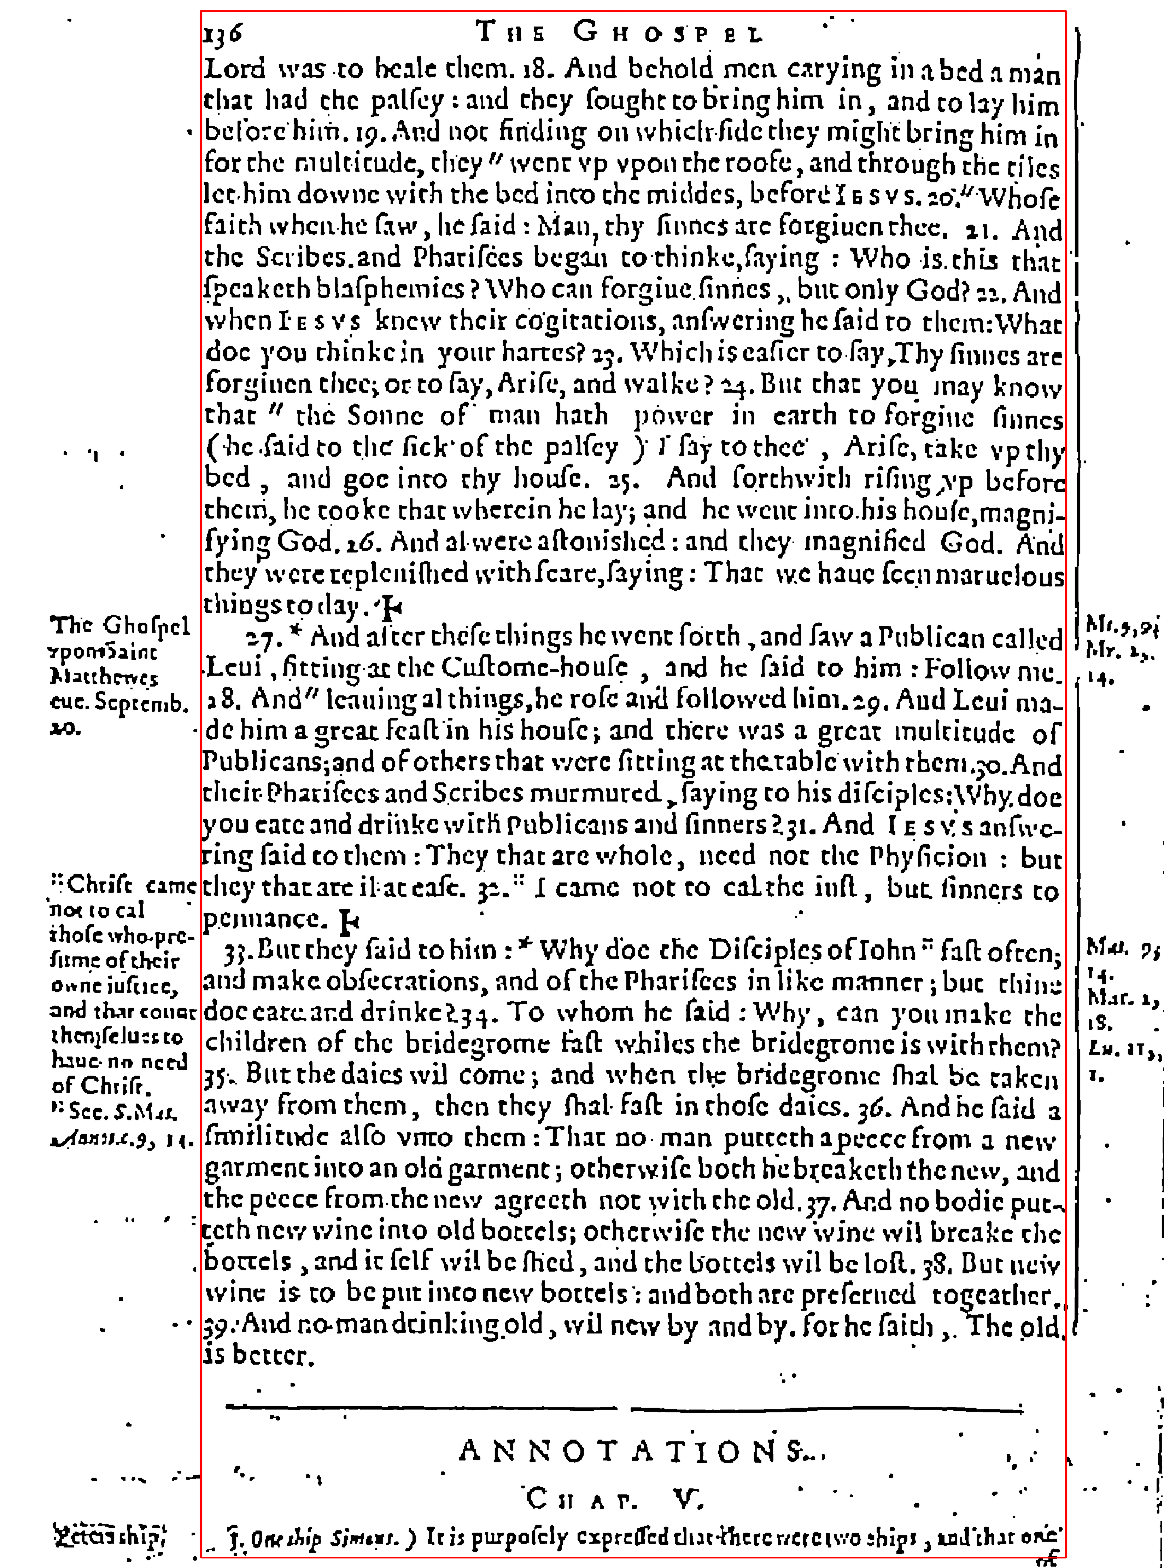 136 THE GHOSPEL
Lord was to heale them. 18. And behold men carying in a bed a man
that had the palsey : and they sought to bring him in, and to lay him
before him. 19. And not finding on which side they might bring him in
for the multitude, they " went vp vpon the roofe, and through the tiles
let him downe with the bed into the middes, before IESVS. 20. " Whose
faith when he saw, he said : Man, thy sinnes are forgiuen thee. 21. And
the Scribes and Pharisees began to thinke, saying : Who is this that
speaketh blasphemies? Who can forgiue sinnes, but only God? 22. And
when IESVS knew their cogitations, answering he said to them: What
doe you thinke in your hartes? 23. Which is easier to say, Thy sinnes are
forgiuen thee; or to say, Arise, and walke? 24. But that you may know
that " the Sonne of man hath power in earth to forgiue sinnes
( he said to the sick of the palsey ) I say to thee , Arise, take vp thy
bed , and goe into thy house. 25. And forthwith rising vp before
them, he tooke that wherein he lay; and he went into his house, magni-
fying God. 26. And al were astonished : and they magnified God. And
they were replenished with feare, saying : That we haue seen maruelous
things to day. Ⱶ
27. * And after these things he went forth , and saw a Publican called
Leui , sitting at the Custome-house , and he said to him : Follow me.
28. And " leauing al things, he rose and followed him. 29. And Leui ma-
de him a great feast in his house; and there was a great multitude of
Publicans; and of others that were sitting at the table with them. 30. And
their Pharisees and Scribes murmured, saying to his disciples: Why doe
you eate and drinke with Publicans and sinners? 31. And IESVS answe-
ring said to them : They that are whole, need not the Physicion : but
they that are il at ease. 32. :: I came not to cal the iust , but sinners to
pennance. Ⱶ
33. But they said to him : * Why doe the Disciples of Iohn :: fast often;
and make obsecrations, and of the Pharisees in like manner ; but thine
doe eate and drinke? 34. To whom he said : Why , can you make the
children of the bridegrome fast whiles the bridegrome is with them?
35. But the daies wil come ; and when the bridegrome shal be taken
away from them, then they shal fast in those daies. 36. And he said a
similitude also vnto them : That no man putteth a peece from a new
garment into an old garment ; otherwise both he breaketh the new, and
the peece from the new agreeth not with the old. 37. And no bodie put-
teth new wine into old bottels; otherwise the new wine wil breake the
bottels , and it self wil be shed, and the bottels wil be lost. 38. But new
wine is to be put into new bottels : and both are preserued togeather.
39. And no man drinking old , wil new by and by. for he saith , The old
is better.
The Ghospel
vpon Saint
Matthewes
eue. Septemb.
20.
:: Christ came
not to cal
those who pre-
sume of their
owne iustice,
and that count
themselues to
haue no need
of Christ.
:: See. S. Mat.
Annot. c. 9, 14.
Mt. 9, 9;
Mr. 2,
14.
Mat. 9,
14.
Mar. 2,
18.
Lu. 11,
1.
ANNOTATIONS.
CHAP. V.
Peters ship.
3. One ship Simons. ) It is purposely expressed that there were two ships , and that one
of